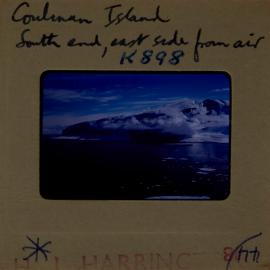 Coulman Island
South end, east side from air
K898
H. J. HARRING